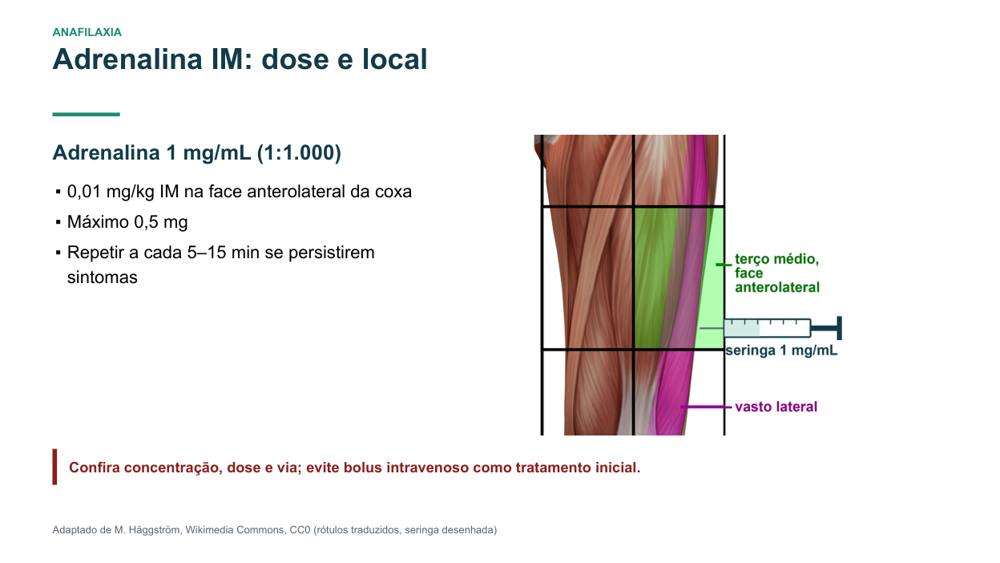 ANAFILAXIA
Adrenalina IM: dose e local
Adrenalina 1 mg/mL (1:1.000)
▪ 0,01 mg/kg IM na face anterolateral da coxa
▪ Máximo 0,5 mg
▪ Repetir a cada 5–15 min se persistirem
sintomas
terço médio,
face
anterolateral
seringa 1 mg/mL
vasto lateral
Confira concentração, dose e via; evite bolus intravenoso como tratamento inicial.
Adaptado de M. Häggström, Wikimedia Commons, CC0 (rótulos traduzidos, seringa desenhada)